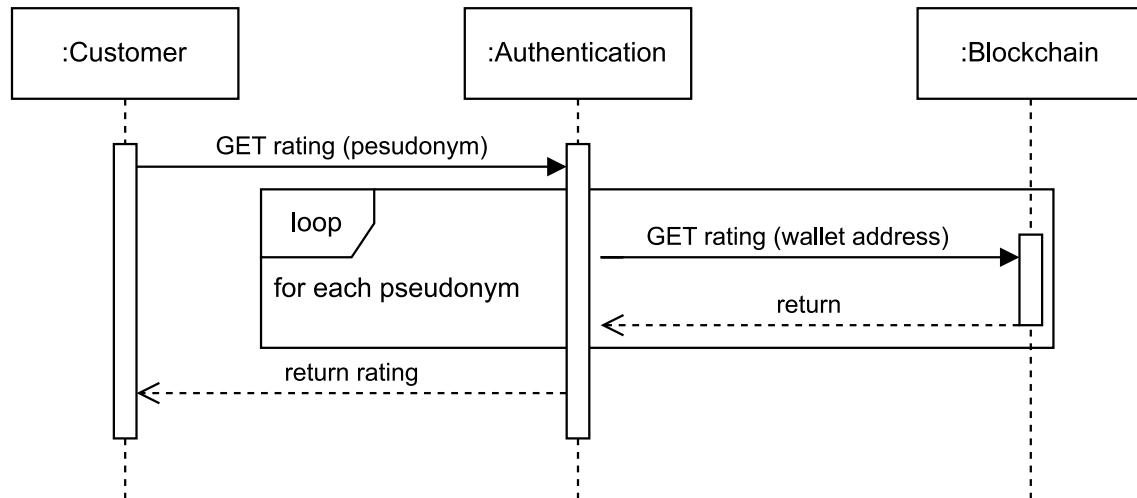 :Customer
:Authentication
:Blockchain
GET rating (pesudonym)
loop
GET rating (wallet address)
for each pseudonym
return
return rating